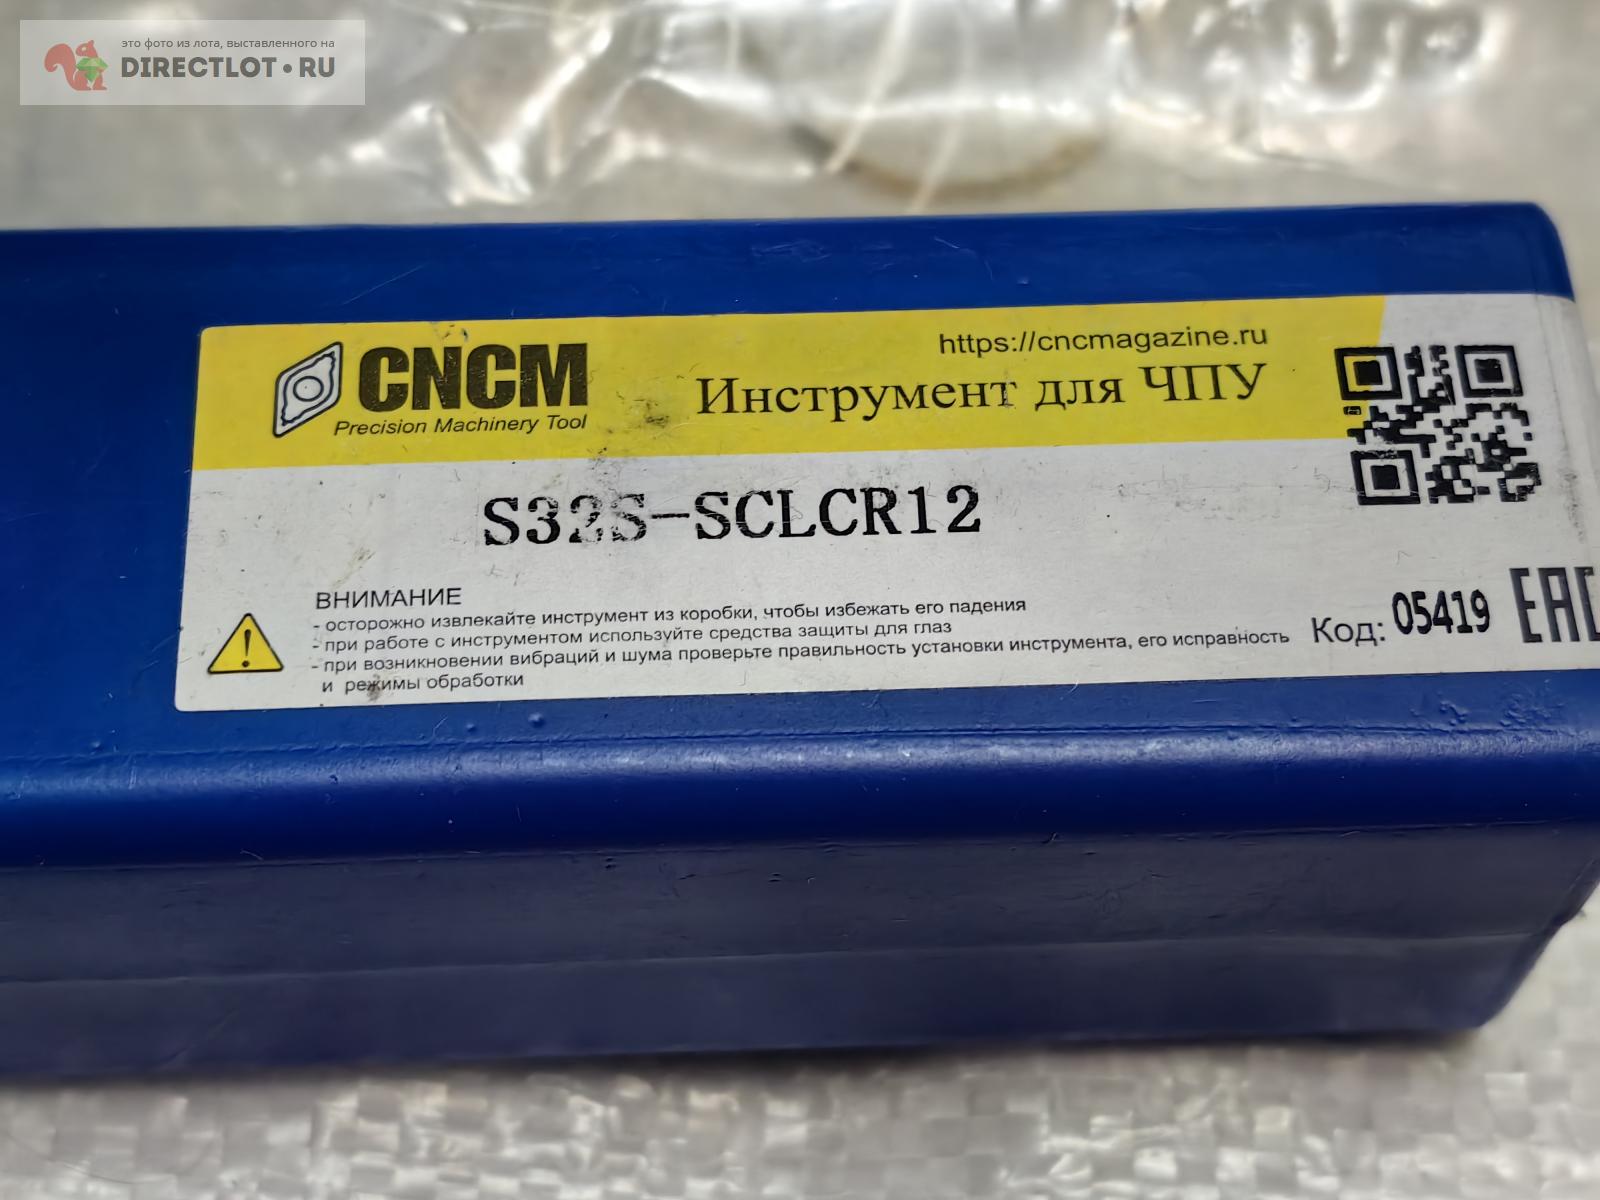 это фото из лота, выставленного на
DIRECTLOT•RU
https://cncmagazine.ru
CNCM
Precision Machinery Tool
Инструмент для ЧПУ
S32S-SCLCR12
ВНИМАНИЕ
- осторожно извлекайте инструмент из коробки, чтобы избежать его падения
- при работе с инструментом используйте средства защиты для глаз
- при возникновении вибраций и шума проверьте правильность установки инструмента, его исправность
и режимы обработки
Код: 05419
EAC